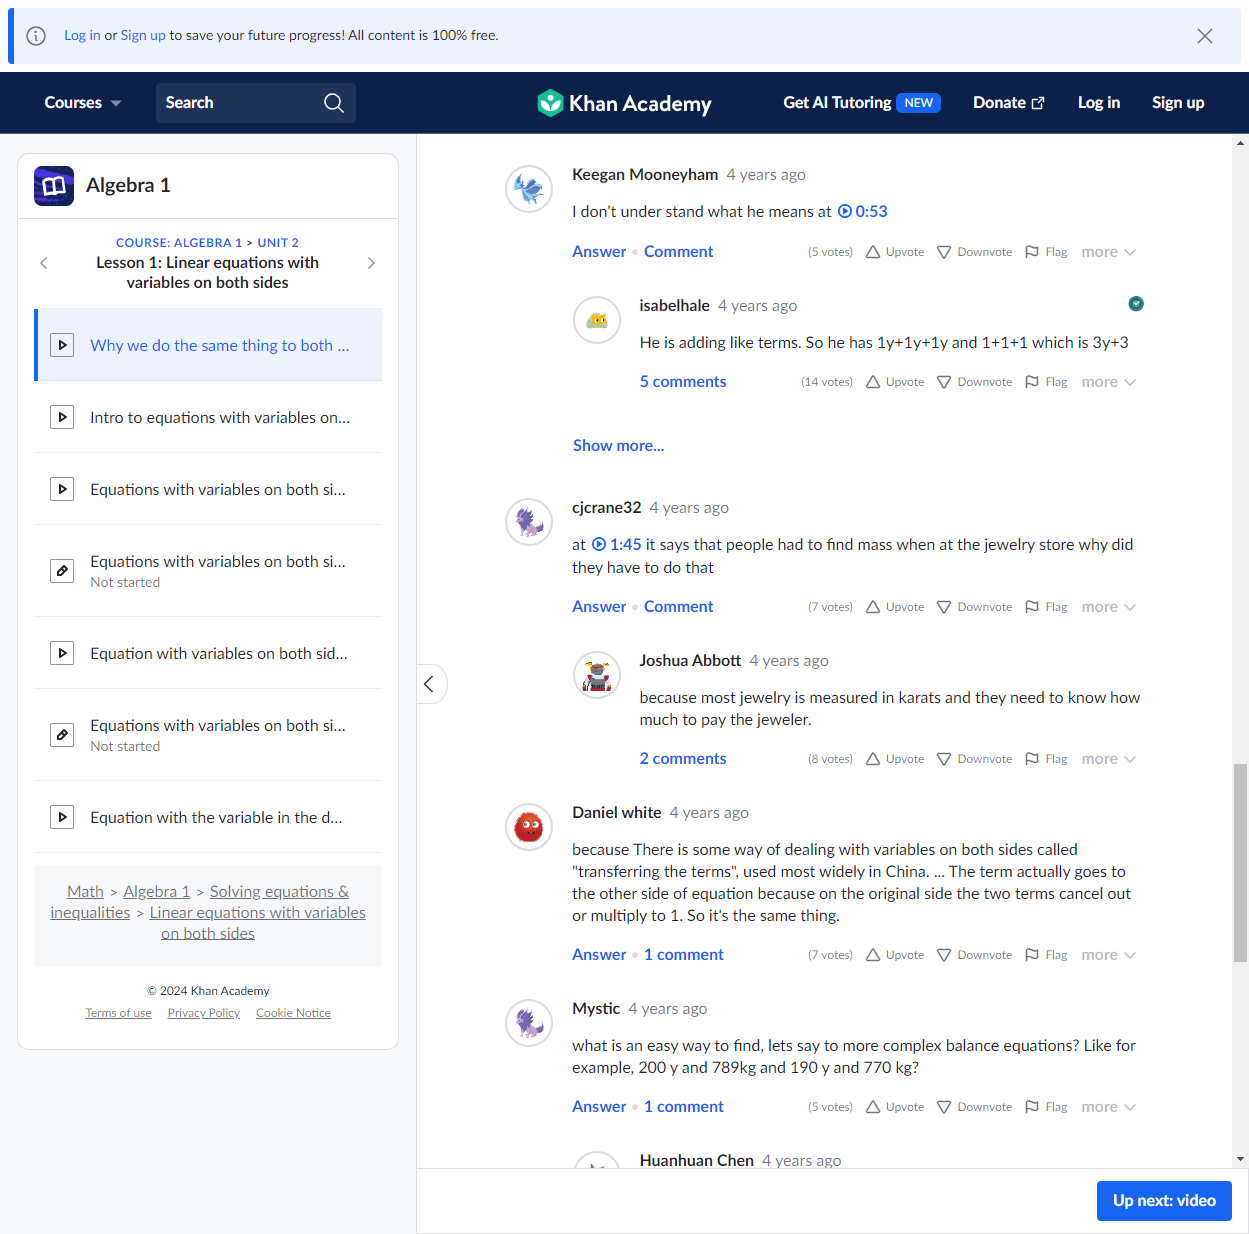 Log in or Sign up to save your future progress! All content is 100% free.
Courses
Search
Khan Academy
Get AI Tutoring NEW
Donate
Log in
Sign up
Algebra 1
COURSE: ALGEBRA 1 > UNIT 2
Lesson 1: Linear equations with
variables on both sides
Why we do the same thing to both ...
Intro to equations with variables on...
Equations with variables on both si...
Equations with variables on both si...
Not started
Equation with variables on both sid...
Equations with variables on both si...
Not started
Equation with the variable in the d...
Math > Algebra 1 > Solving equations &
inequalities > Linear equations with variables
on both sides
© 2024 Khan Academy
Terms of use Privacy Policy Cookie Notice
Keegan Mooneyham 4 years ago
I don't under stand what he means at 0:53
Answer • Comment (5 votes) Upvote Downvote Flag more
isabelhale 4 years ago
He is adding like terms. So he has 1y+1y+1y and 1+1+1 which is 3y+3
5 comments (14 votes) Upvote Downvote Flag more
Show more...
cjcrane32 4 years ago
at 1:45 it says that people had to find mass when at the jewelry store why did
they have to do that
Answer • Comment (7 votes) Upvote Downvote Flag more
Joshua Abbott 4 years ago
because most jewelry is measured in karats and they need to know how
much to pay the jeweler.
2 comments (8 votes) Upvote Downvote Flag more
Daniel white 4 years ago
because There is some way of dealing with variables on both sides called
"transferring the terms", used most widely in China. ... The term actually goes to
the other side of equation because on the original side the two terms cancel out
or multiply to 1. So it's the same thing.
Answer • 1 comment (7 votes) Upvote Downvote Flag more
Mystic 4 years ago
what is an easy way to find, lets say to more complex balance equations? Like for
example, 200 y and 789kg and 190 y and 770 kg?
Answer • 1 comment (5 votes) Upvote Downvote Flag more
Huanhuan Chen 4 years ago
Up next: video